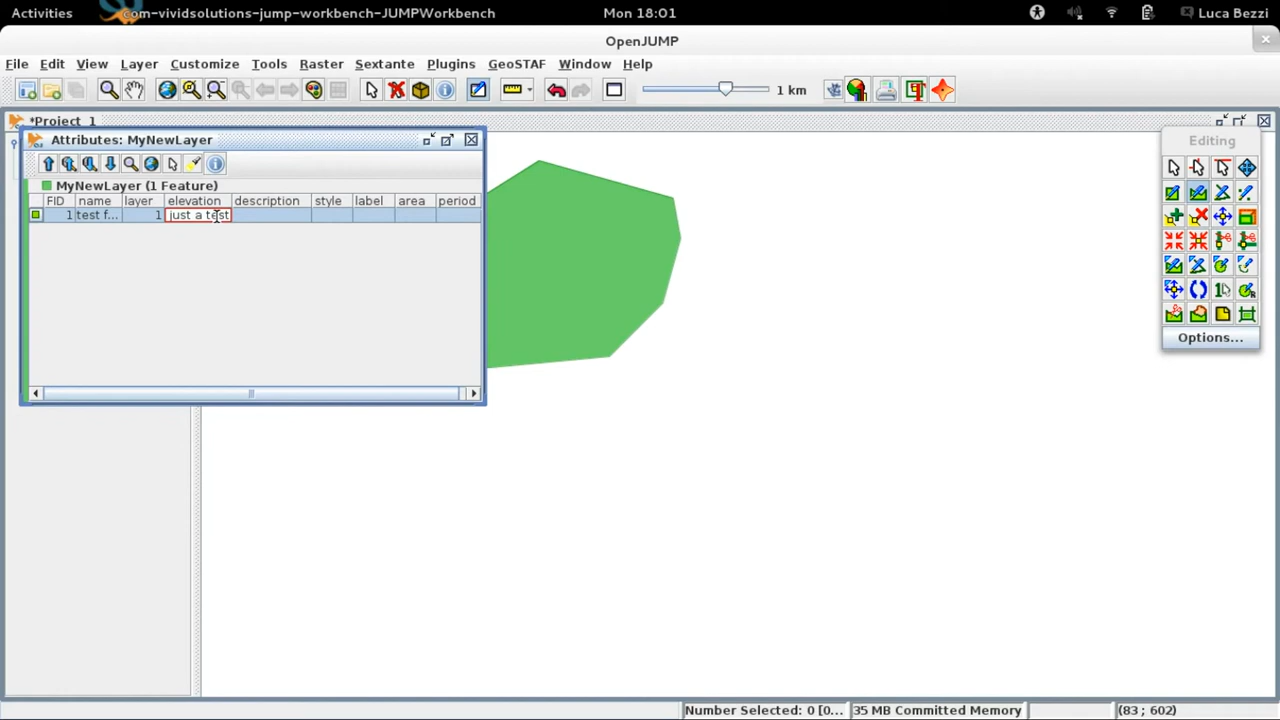 Activities com-vividsolutions-jump-workbench-JUMPWorkbench Mon 18:01 Luca Bezzi
OpenJUMP
File Edit View Layer Customize Tools Raster Sextante Plugins GeoSTAF Window Help
1 km
*Project_1
Attributes: MyNewLayer
Editing
MyNewLayer (1 Feature)
FID name layer elevation description style label area period
1 test f... 1 just a test
Options...
Number Selected: 0 [0... 35 MB Committed Memory (83 ; 602)